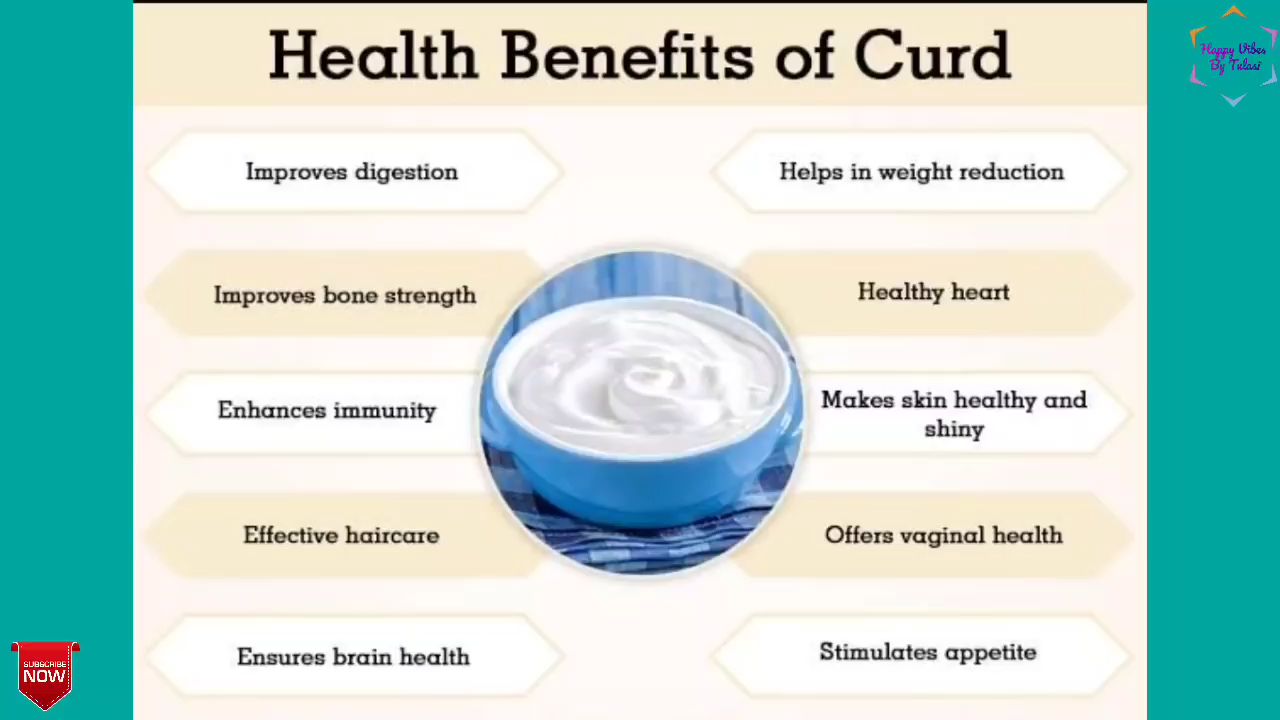 Health Benefits of Curd
Happy Vibes
By Tulasi
Improves digestion
Helps in weight reduction
Improves bone strength
Healthy heart
Enhances immunity
Makes skin healthy and
shiny
Effective haircare
Offers vaginal health
Ensures brain health
Stimulates appetite
SUBSCRIBE
NOW